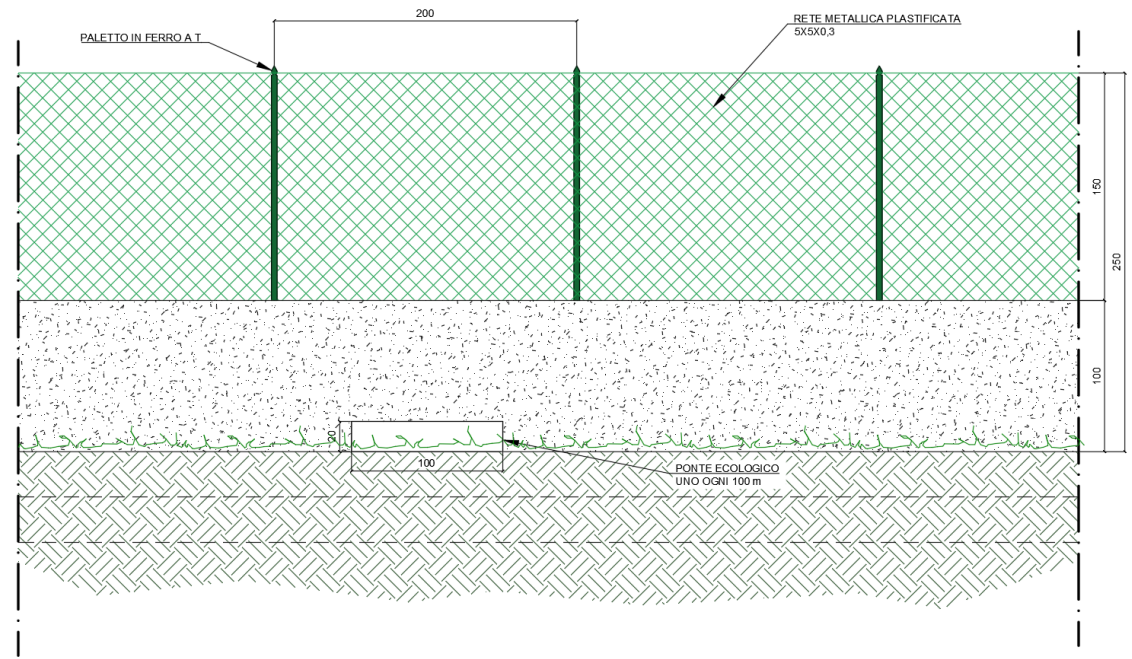 200
RETE METALLICA PLASTIFICATA
5X5X0,3
PALETTO IN FERRO A T
150
250
100
20
100
PONTE ECOLOGICO
UNO OGNI 100 m